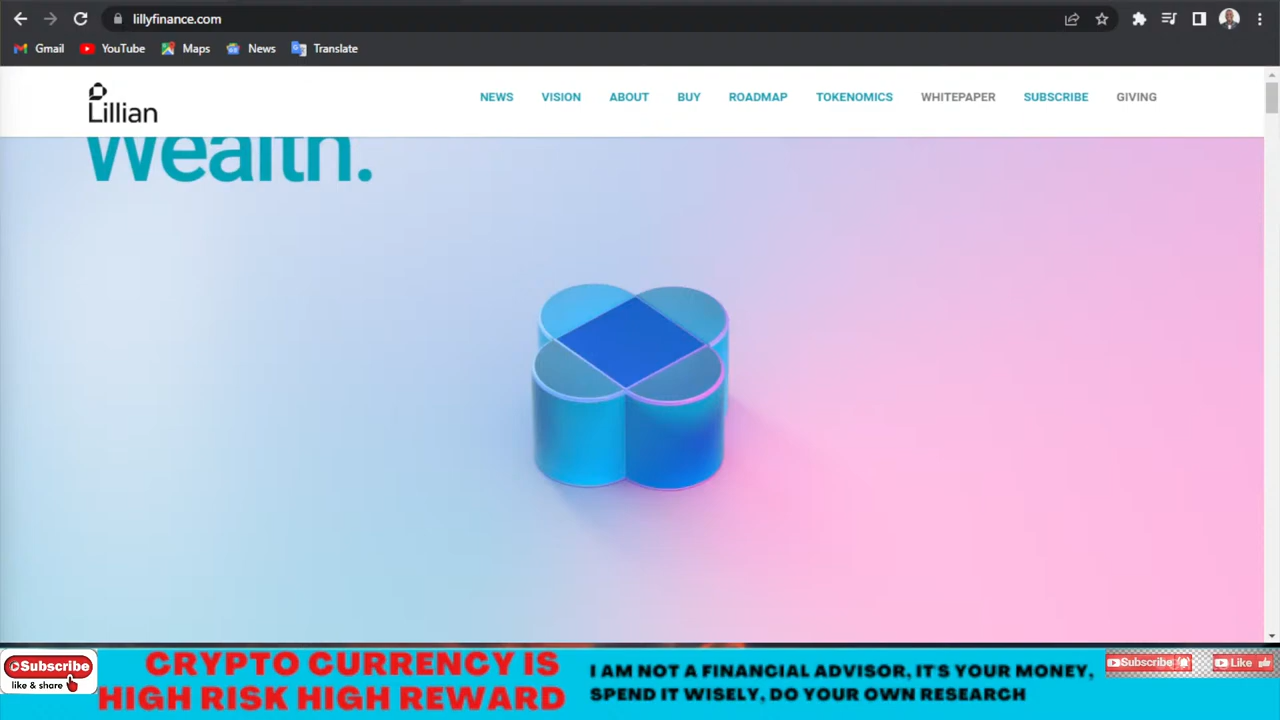 lillyfinance.com
Gmail YouTube Maps News Translate
Lillian
NEWS VISION ABOUT BUY ROADMAP TOKENOMICS WHITEPAPER SUBSCRIBE GIVING
Wealth.
Subscribe
like & share
CRYPTO CURRENCY IS
HIGH RISK HIGH REWARD
I AM NOT A FINANCIAL ADVISOR, IT'S YOUR MONEY,
SPEND IT WISELY, DO YOUR OWN RESEARCH
Subscribe
Like